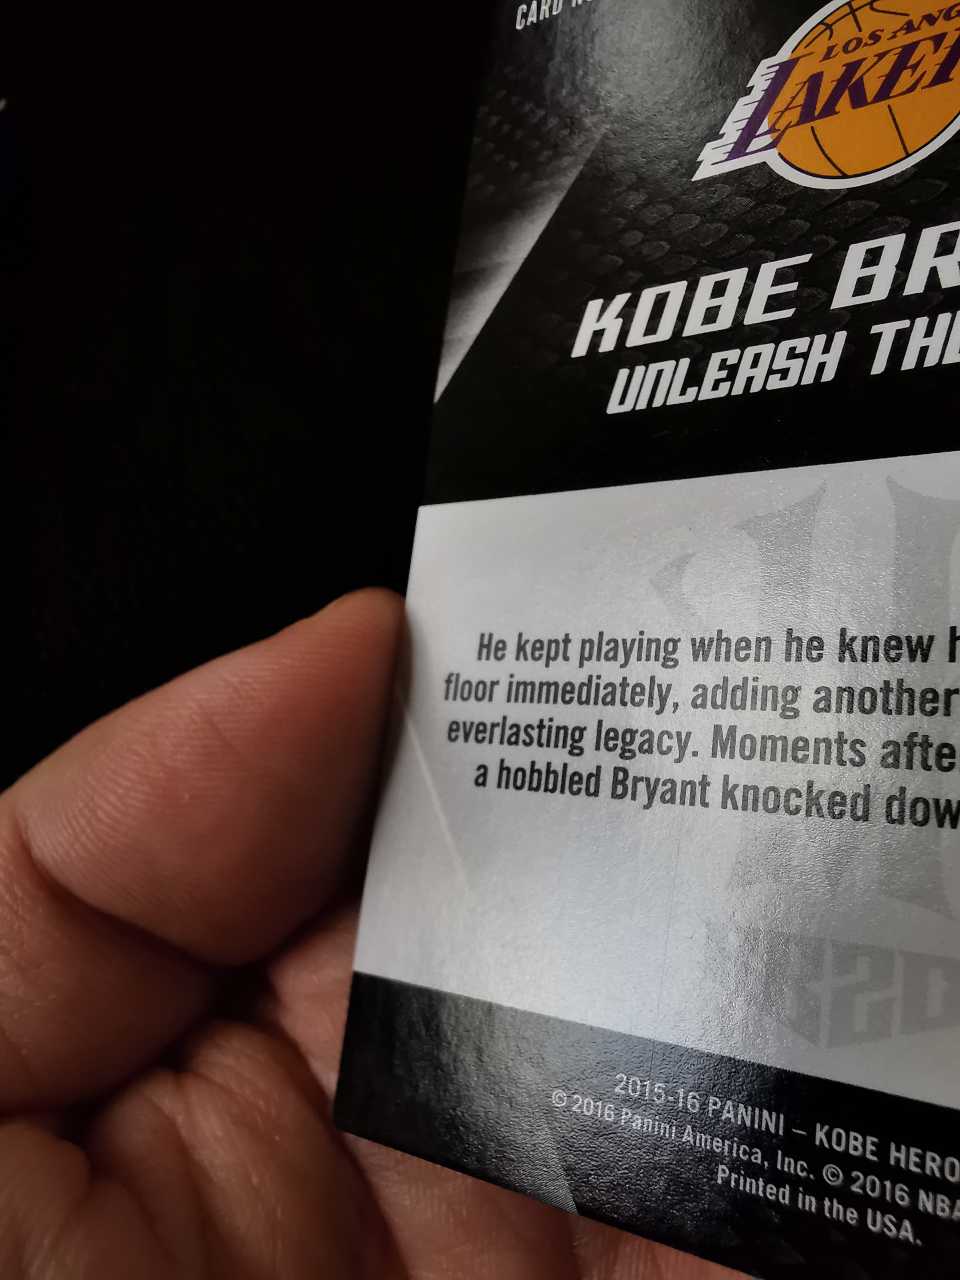 CARD
LOS ANG
LAKER
KOBE BR
UNLEASH THE
He kept playing when he knew h
floor immediately, adding another
everlasting legacy. Moments afte
a hobbled Bryant knocked dow
2015-16 PANINI – KOBE HERO
© 2016 Panini America, Inc. © 2016 NBA
Printed in the USA.